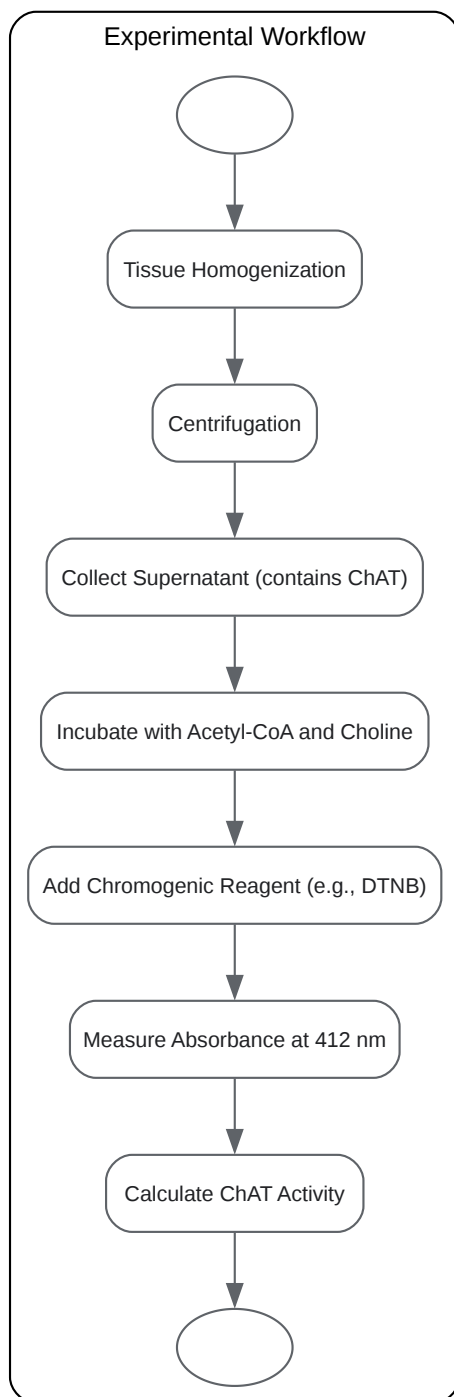 Experimental Workflow
Tissue Homogenization
Centrifugation
Collect Supernatant (contains ChAT)
Incubate with Acetyl-CoA and Choline
Add Chromogenic Reagent (e.g., DTNB)
Measure Absorbance at 412 nm
Calculate ChAT Activity